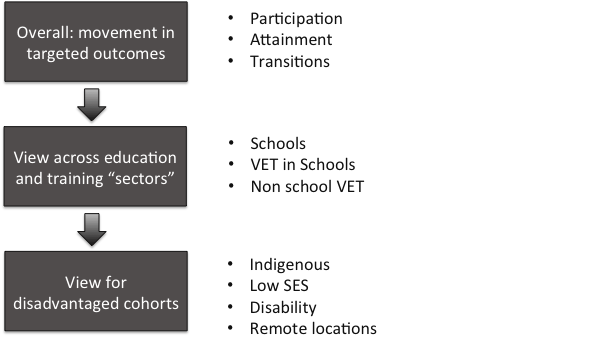 Overall: movement in
targeted outcomes
• Participation
• Attainment
• Transitions
View across education
and training “sectors”
• Schools
• VET in Schools
• Non school VET
View for
disadvantaged cohorts
• Indigenous
• Low SES
• Disability
• Remote locations